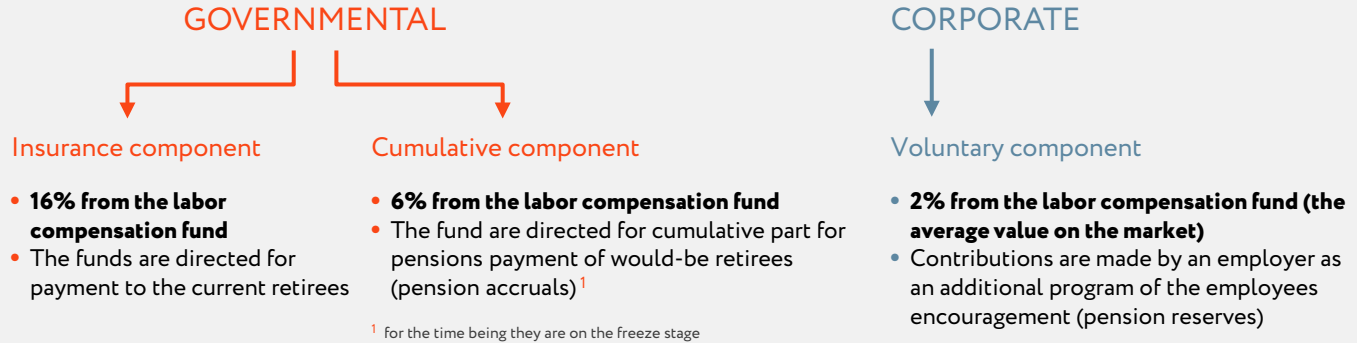 GOVERNMENTAL
CORPORATE
Insurance component
• 16% from the labor
compensation fund
• The funds are directed for
payment to the current retirees
Cumulative component
• 6% from the labor compensation fund
• The fund are directed for cumulative part for
pensions payment of would-be retirees
(pension accruals) 1
1 for the time being they are on the freeze stage
Voluntary component
• 2% from the labor compensation fund (the
average value on the market)
• Contributions are made by an employer as
an additional program of the employees
encouragement (pension reserves)